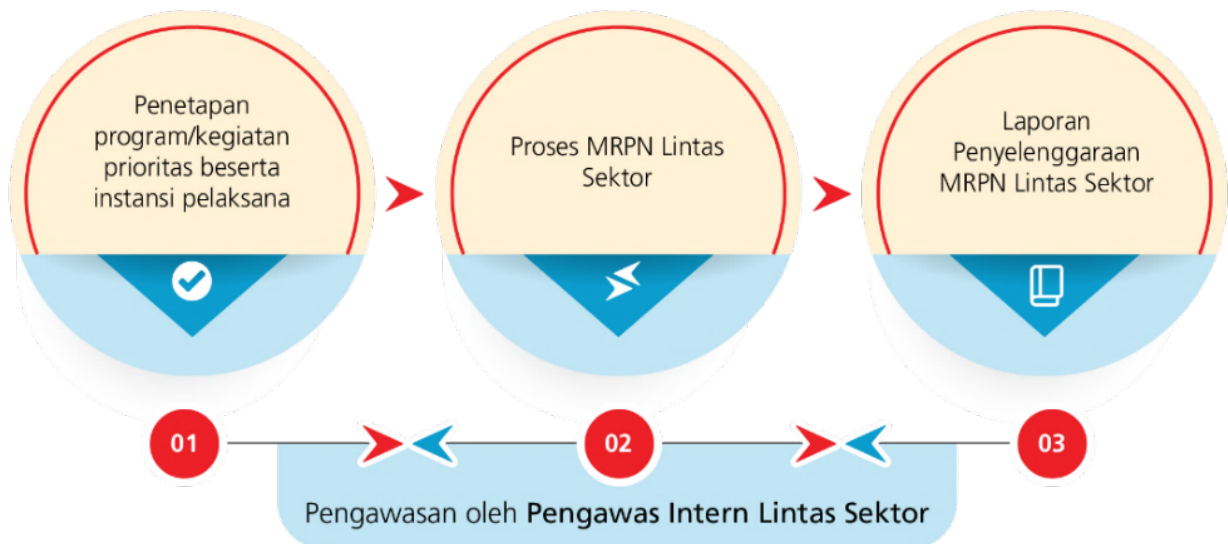 Penetapan
program/kegiatan
prioritas beserta
instansi pelaksana
Proses MRPN Lintas
Sektor
Laporan
Penyelenggaraan
MRPN Lintas Sektor
01
02
03
Pengawasan oleh Pengawas Intern Lintas Sektor